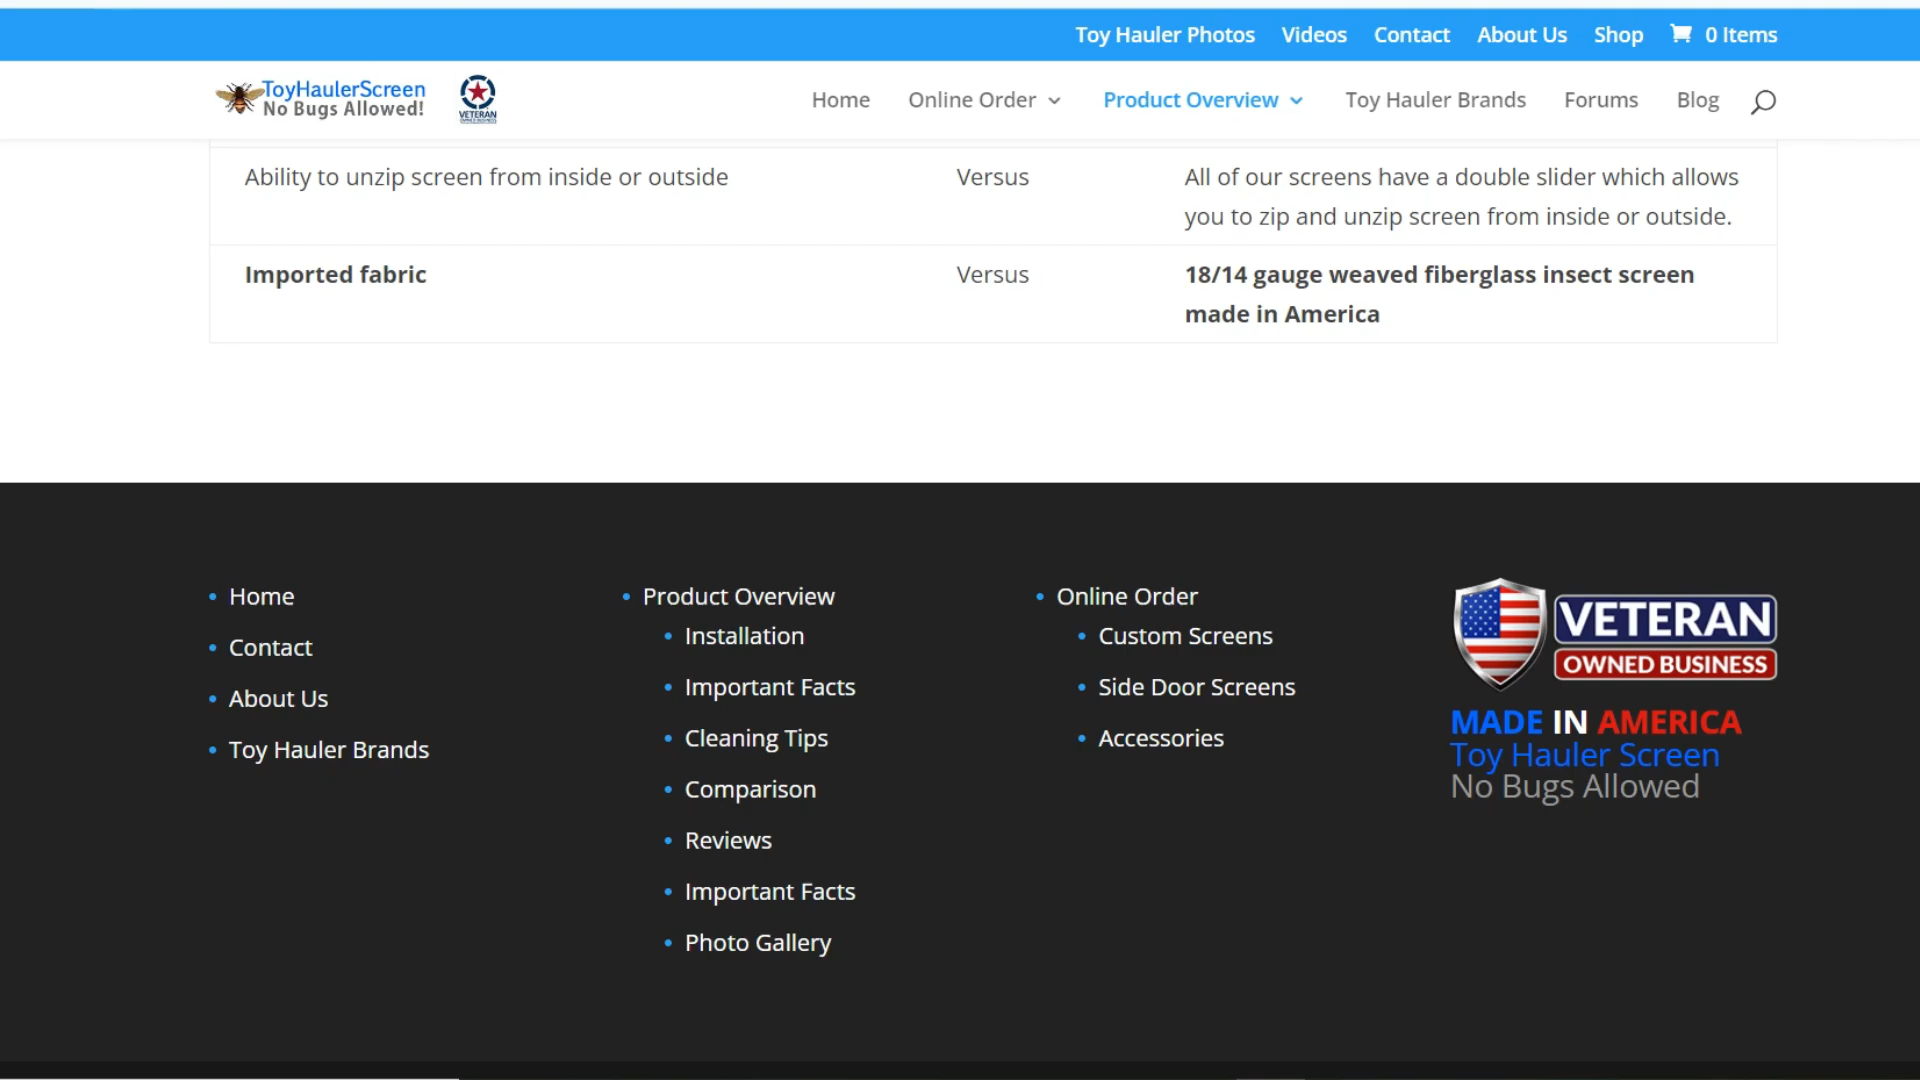 Toy Hauler Photos Videos Contact About Us Shop 0 Items
ToyHaulerScreen
No Bugs Allowed!
VETERAN
OWNED BUSINESS
Home Online Order Product Overview Toy Hauler Brands Forums Blog
Ability to unzip screen from inside or outside Versus All of our screens have a double slider which allows
you to zip and unzip screen from inside or outside.
Imported fabric Versus 18/14 gauge weaved fiberglass insect screen
made in America
Home
Contact
About Us
Toy Hauler Brands
Product Overview
Installation
Important Facts
Cleaning Tips
Comparison
Reviews
Important Facts
Photo Gallery
Online Order
Custom Screens
Side Door Screens
Accessories
VETERAN
OWNED BUSINESS
MADE IN AMERICA
Toy Hauler Screen
No Bugs Allowed